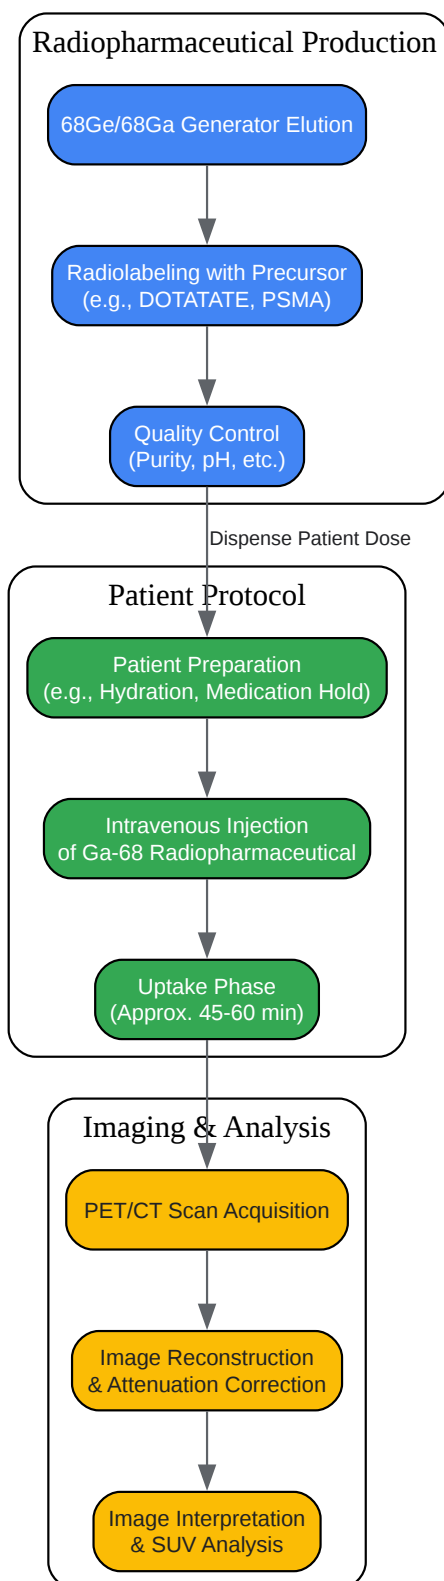 Radiopharmaceutical Production
68Ge/68Ga Generator Elution
Radiolabeling with Precursor
(e.g., DOTATATE, PSMA)
Quality Control
(Purity, pH, etc.)
Dispense Patient Dose
Patient Protocol
Patient Preparation
(e.g., Hydration, Medication Hold)
Intravenous Injection
of Ga-68 Radiopharmaceutical
Uptake Phase
(Approx. 45-60 min)
Imaging & Analysis
PET/CT Scan Acquisition
Image Reconstruction
& Attenuation Correction
Image Interpretation
& SUV Analysis